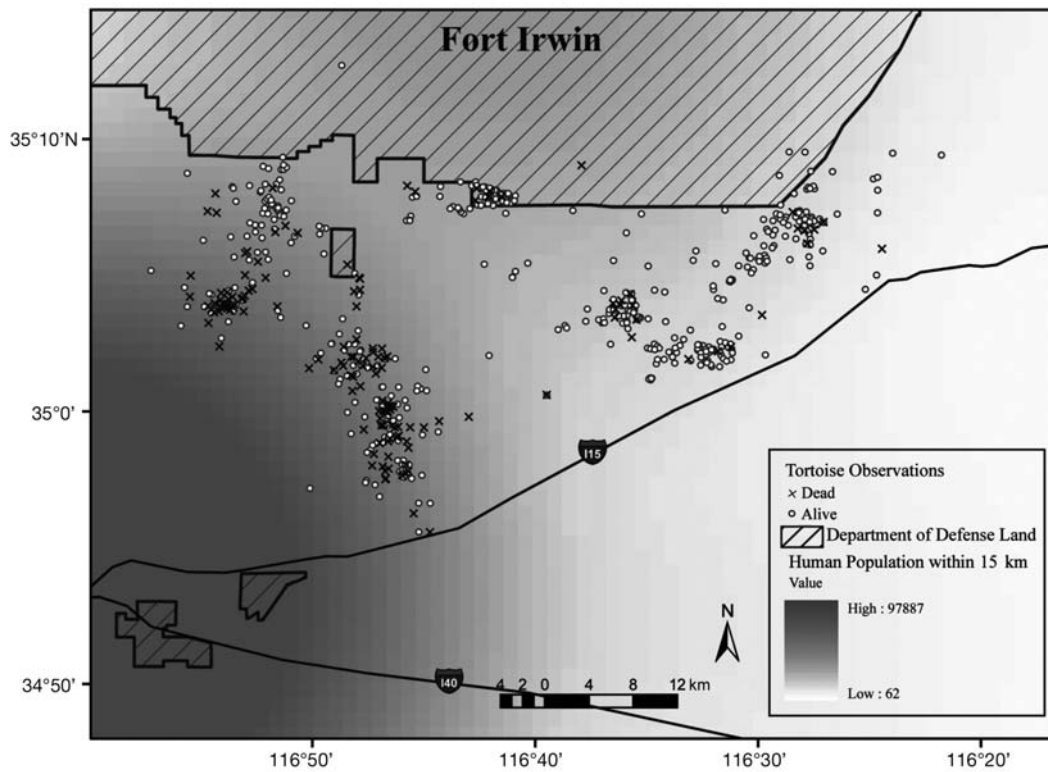 Fort Irwin
35°10'N
35°0'
34°50'
116°50'
116°40'
116°30'
116°20'
I15
I40
N
4 2 0 4 8 12 km
Tortoise Observations
Dead
Alive
Department of Defense Land
Human Population within 15 km
Value
High : 97887
Low : 62